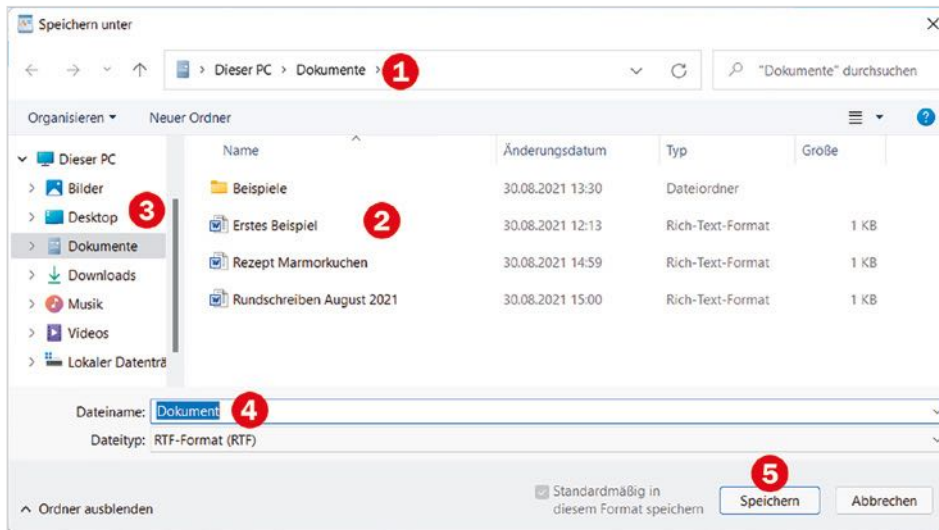 Speichern unter
Dieser PC > Dokumente > 1
"Dokumente" durchsuchen
Organisieren
Neuer Ordner
Name Änderungsdatum Typ Größe
Dieser PC
Bilder
3
Desktop
Dokumente
Downloads
Musik
Videos
Lokaler Datenträ
Beispiele 30.08.2021 13:30 Dateiordner
2
Erstes Beispiel 30.08.2021 12:13 Rich-Text-Format 1 KB
Rezept Marmorkuchen 30.08.2021 14:59 Rich-Text-Format 1 KB
Rundschreiben August 2021 30.08.2021 15:00 Rich-Text-Format 1 KB
Dateiname: Dokument 4
Dateityp: RTF-Format (RTF)
Ordner ausblenden
Standardmäßig in
diesem Format speichern
5
Speichern
Abbrechen